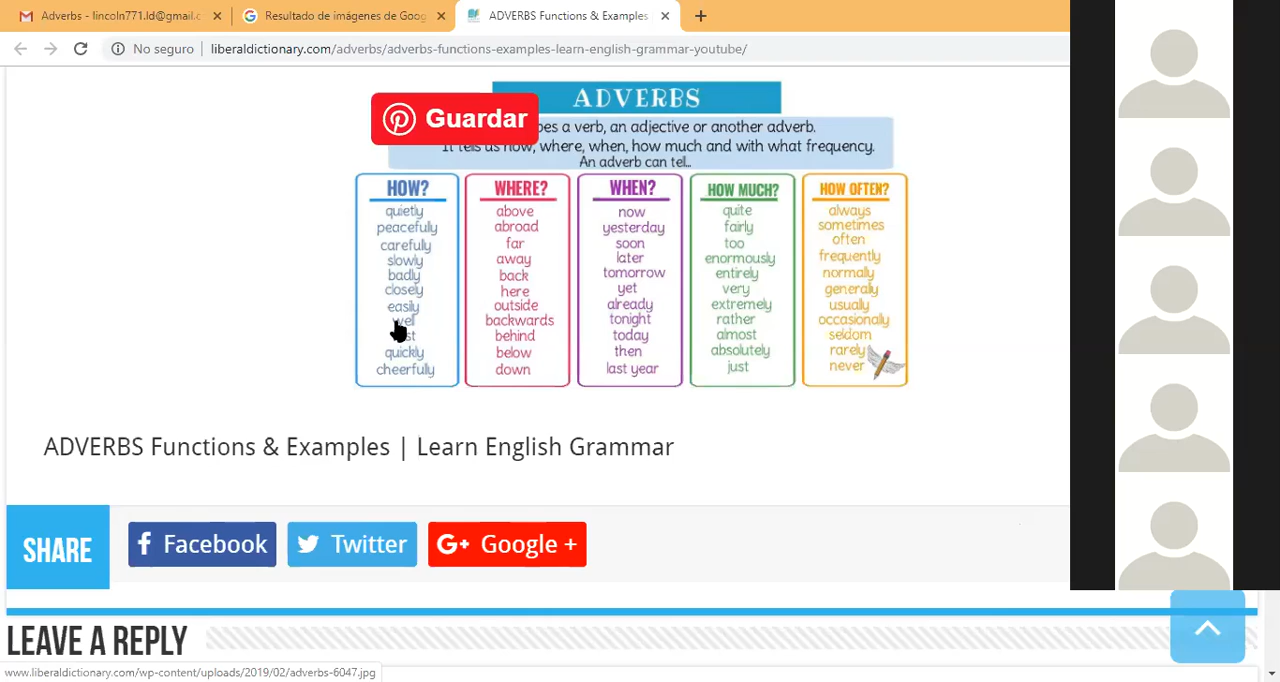 Adverbs - lincoln771.ld@gmail.c
Resultado de imágenes de Goog
ADVERBS Functions & Examples
No seguro
liberaldictionary.com/adverbs/adverbs-functions-examples-learn-english-grammar-youtube/
ADVERBS
Guardar
a verb, an adjective or another adverb.
where, when, how much and with what frequency.
An adverb can tell...
HOW?
quietly
peacefully
carefully
slowly
badly
closely
easily
quickly
cheerfully
WHERE?
above
abroad
far
away
back
here
outside
backwards
behind
below
down
WHEN?
now
yesterday
soon
later
tomorrow
yet
already
tonight
today
then
last year
HOW MUCH?
quite
fairly
too
enormously
entirely
very
extremely
rather
almost
absolutely
just
HOW OFTEN?
always
sometimes
often
frequently
normally
generally
usually
occasionally
seldom
rarely
never
ADVERBS Functions & Examples | Learn English Grammar
SHARE
Facebook
Twitter
G+ Google +
LEAVE A REPLY
www.liberaldictionary.com/wp-content/uploads/2019/02/adverbs-6047.jpg